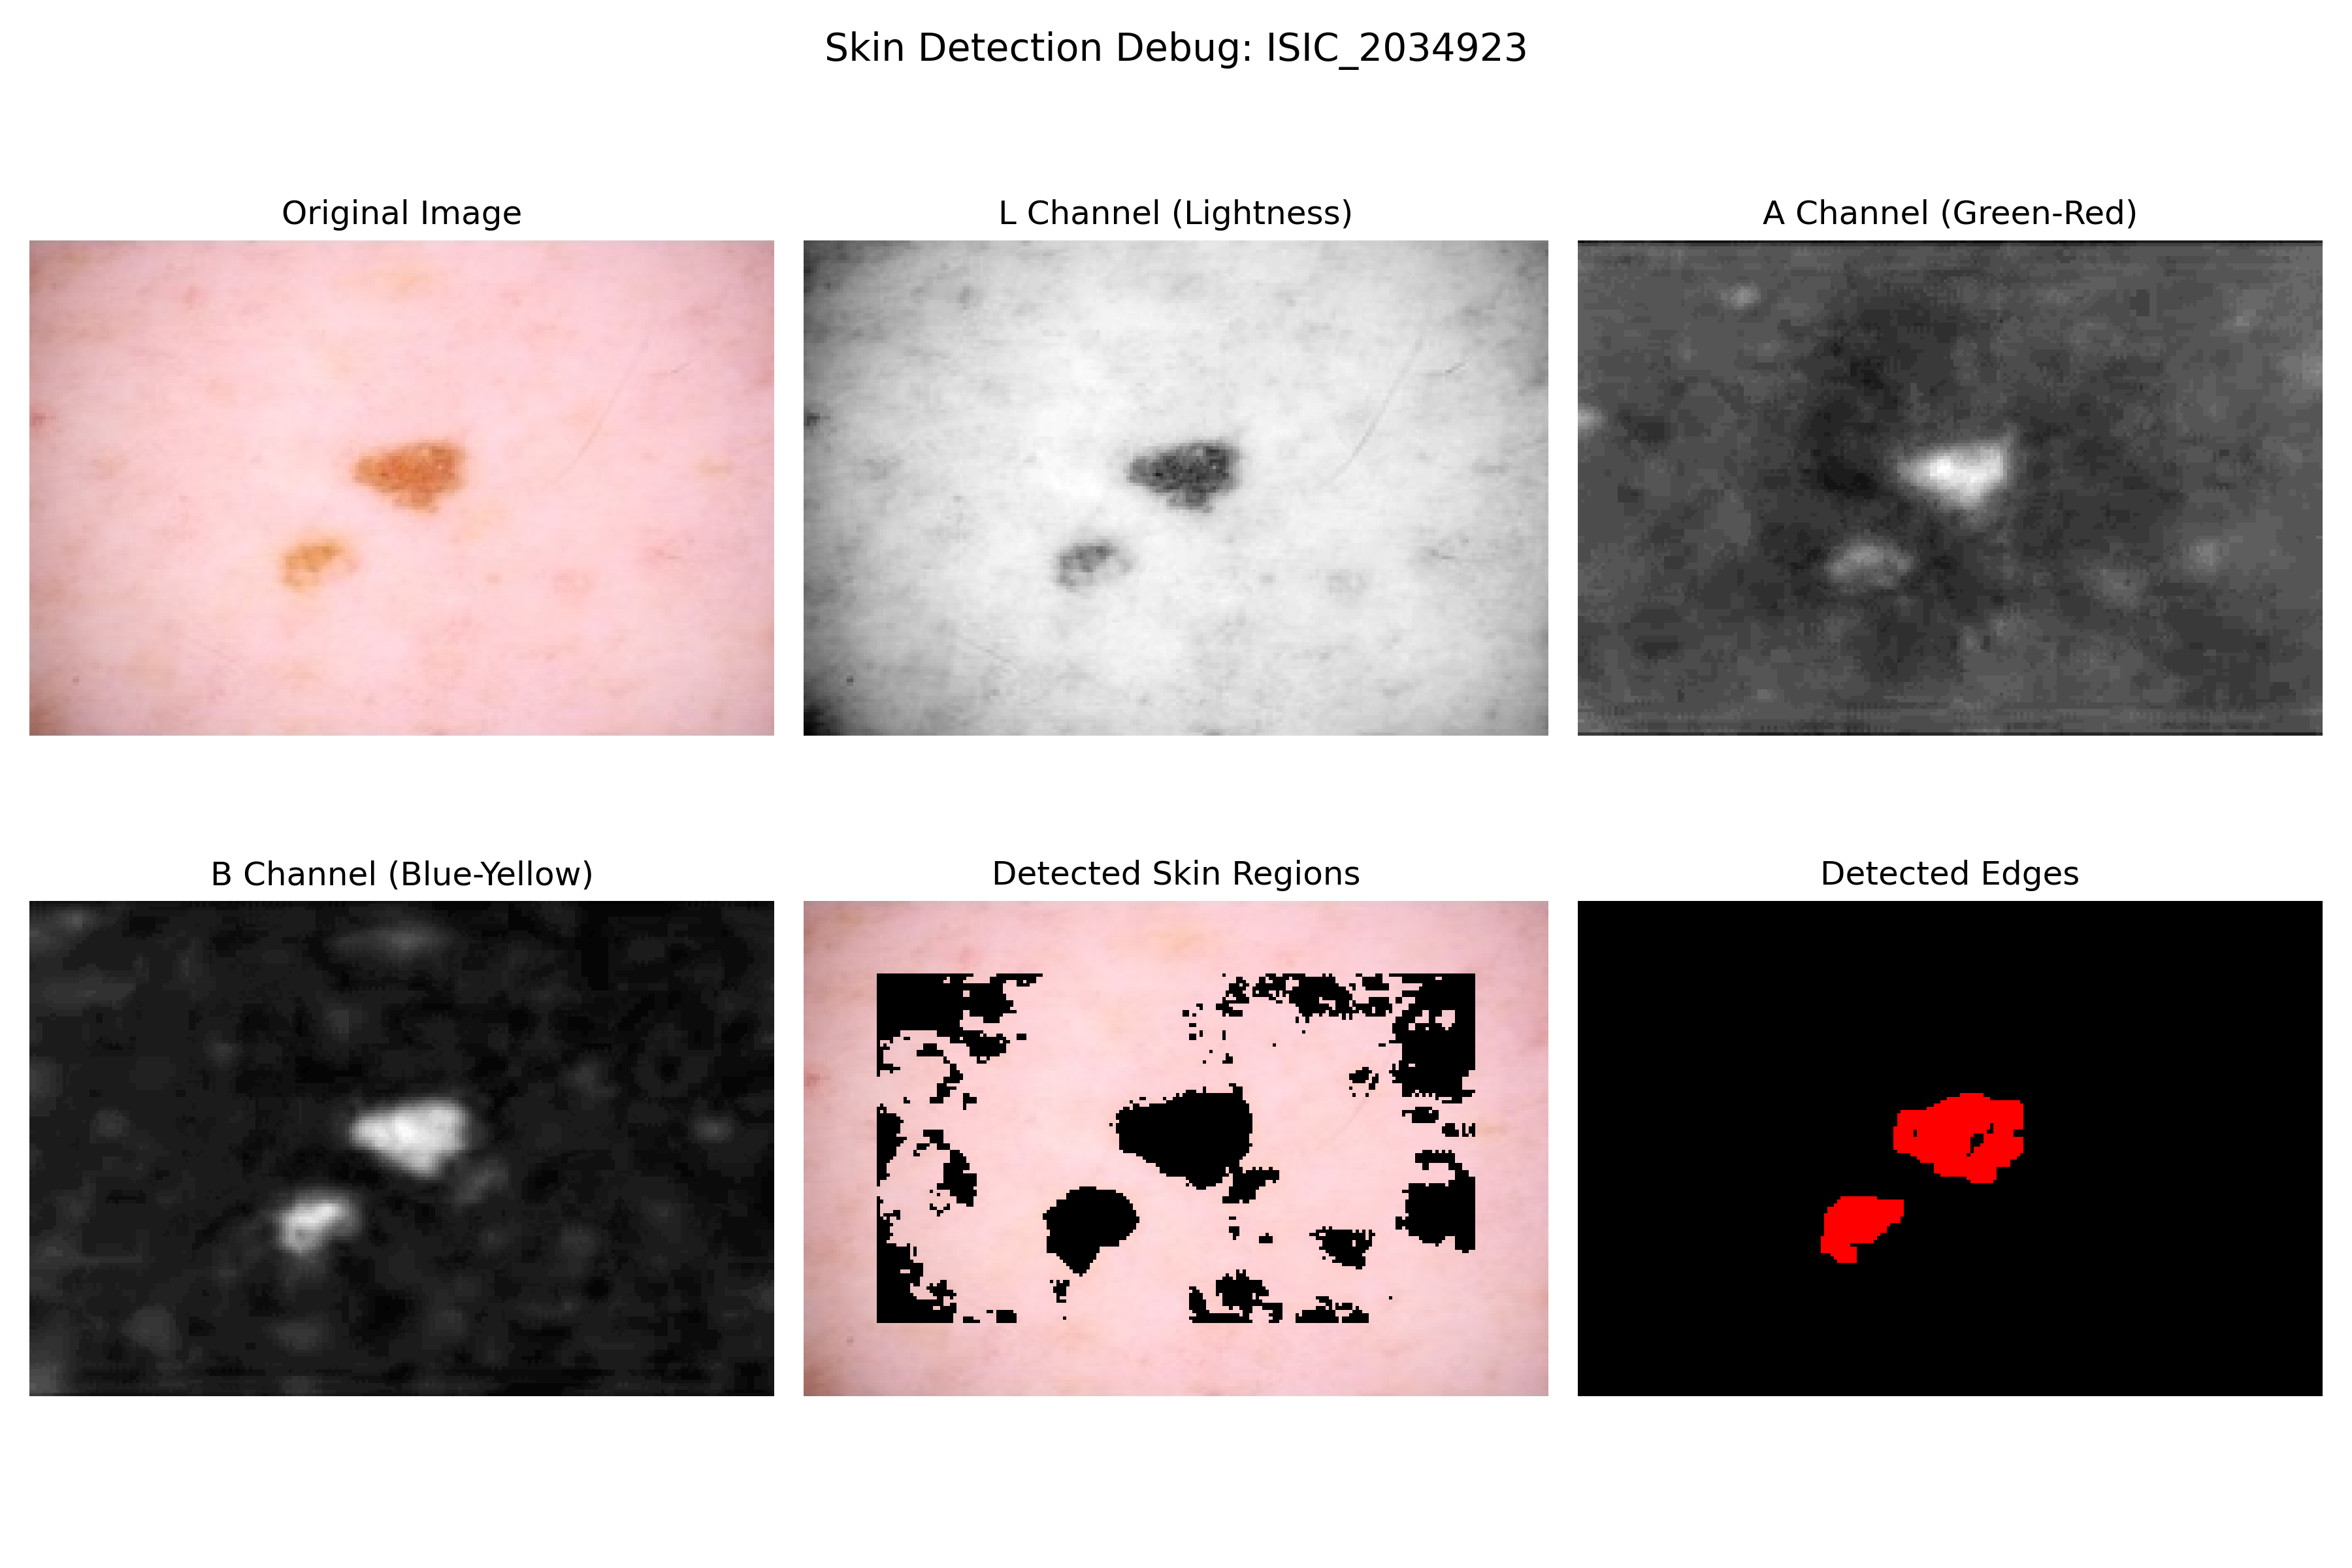 Skin Detection Debug: ISIC_2034923
Original Image
L Channel (Lightness)
A Channel (Green-Red)
B Channel (Blue-Yellow)
Detected Skin Regions
Detected Edges